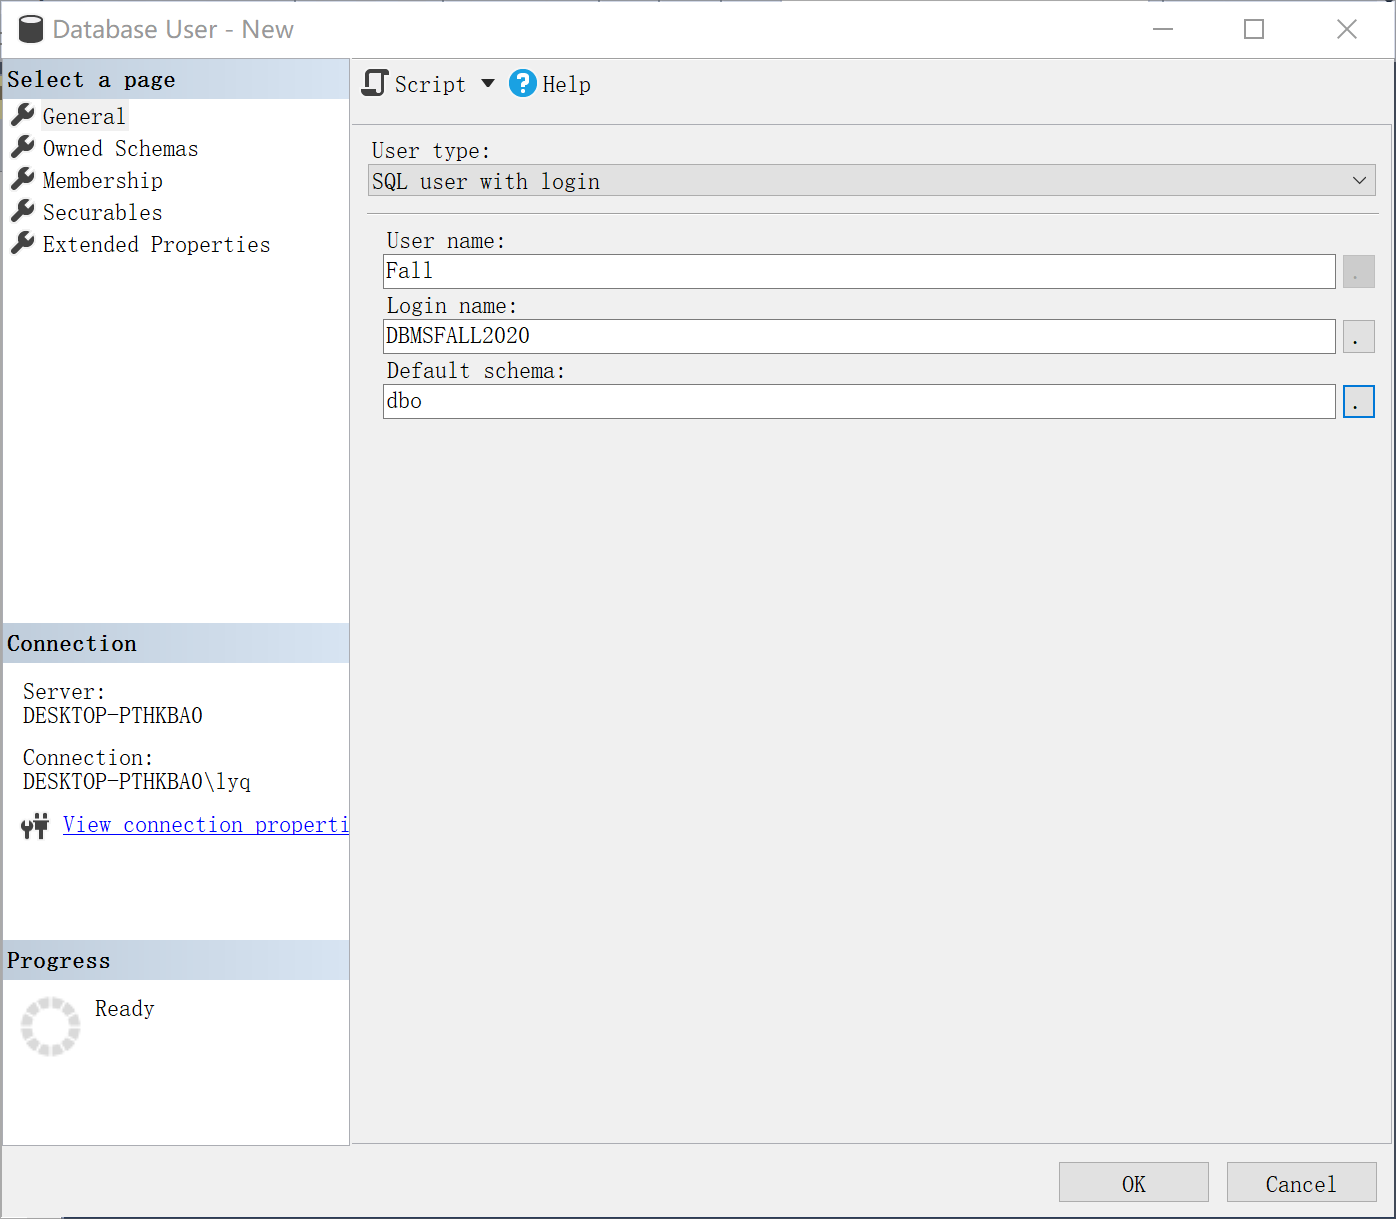 Database User - New
Select a page
General
Owned Schemas
Membership
Securables
Extended Properties
Script
Help
User type:
SQL user with login
User name:
Fall
.
Login name:
DBMSFALL2020
.
Default schema:
dbo
.
Connection
Server:
DESKTOP-PTHKBA0
Connection:
DESKTOP-PTHKBA0\lyq
View connection properti
Progress
Ready
OK
Cancel